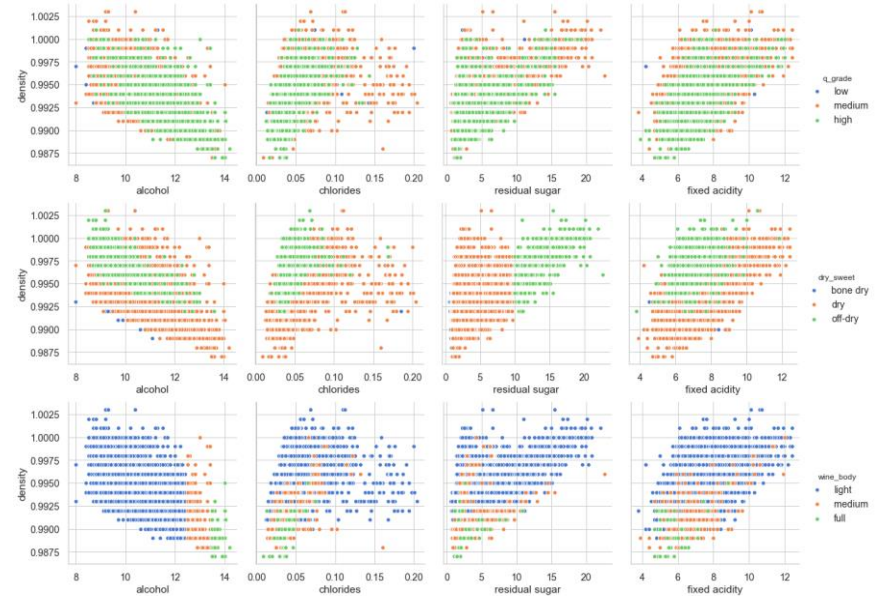 1.0025
1.0000
0.9975
0.9950
0.9925
0.9900
0.9875
density
8 10 12 14
alcohol
0.00 0.05 0.10 0.15 0.20
chlorides
0 5 10 15 20
residual sugar
4 6 8 10 12
fixed acidity
q_grade
low
medium
high
1.0025
1.0000
0.9975
0.9950
0.9925
0.9900
0.9875
density
8 10 12 14
alcohol
0.00 0.05 0.10 0.15 0.20
chlorides
0 5 10 15 20
residual sugar
4 6 8 10 12
fixed acidity
dry_sweet
bone dry
dry
off-dry
1.0025
1.0000
0.9975
0.9950
0.9925
0.9900
0.9875
density
8 10 12 14
alcohol
0.00 0.05 0.10 0.15 0.20
chlorides
0 5 10 15 20
residual sugar
4 6 8 10 12
fixed acidity
wine_body
light
medium
full